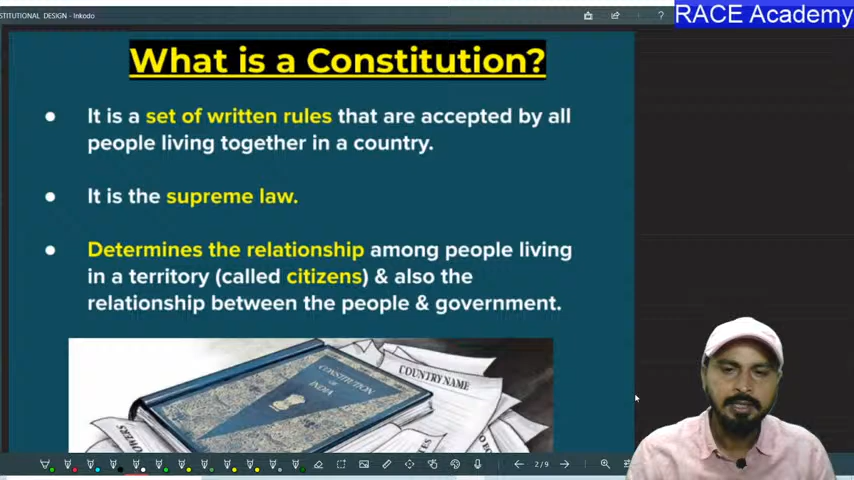 STITUTIONAL DESIGN - Inkodo
RACE Academy
What is a Constitution?
It is a set of written rules that are accepted by all
people living together in a country.
It is the supreme law.
Determines the relationship among people living
in a territory (called citizens) & also the
relationship between the people & government.
CONSTITUTION
OF
INDIA
COUNTRY NAME
2/9